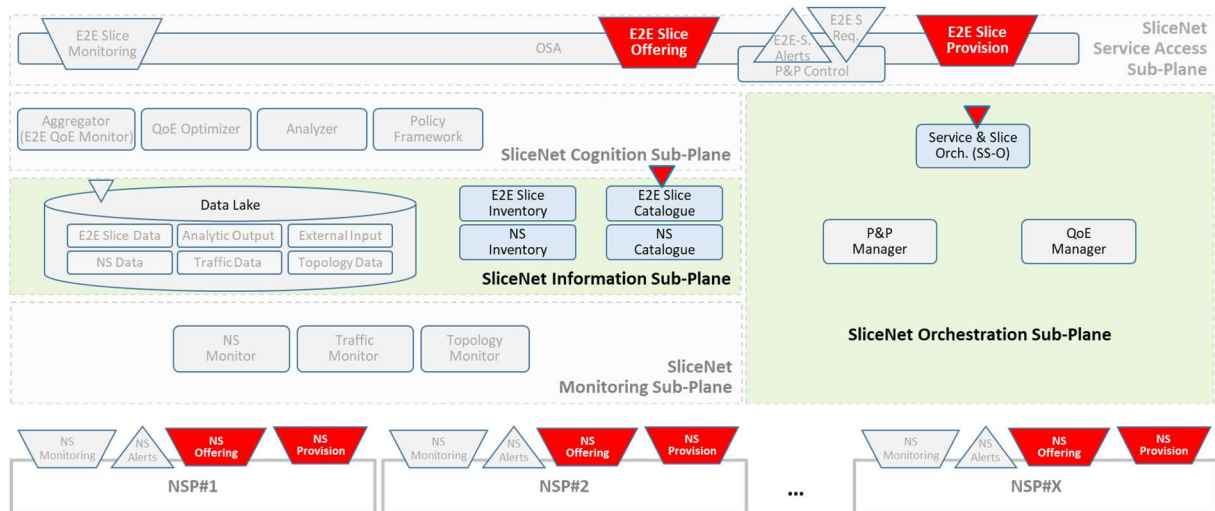 E2E Slice
Monitoring
OSA
E2E Slice
Offering
E2E-S.
Alerts
E2E S
Req.
P&P Control
E2E Slice
Provision
SliceNet
Service Access
Sub-Plane
Aggregator
(E2E QoE Monitor)
QoE Optimizer
Analyzer
Policy
Framework
SliceNet Cognition Sub-Plane
Service & Slice
Orch. (SS-O)
Data Lake
E2E Slice Data
Analytic Output
External Input
NS Data
Traffic Data
Topology Data
E2E Slice
Inventory
E2E Slice
Catalogue
NS
Inventory
NS
Catalogue
SliceNet Information Sub-Plane
P&P
Manager
QoE
Manager
SliceNet Orchestration Sub-Plane
NS
Monitor
Traffic
Monitor
Topology
Monitor
SliceNet
Monitoring Sub-Plane
NS
Monitoring
NS
Alerts
NS
Offering
NS
Provision
NSP#1
NS
Monitoring
NS
Alerts
NS
Offering
NS
Provision
NSP#2
...
NS
Monitoring
NS
Alerts
NS
Offering
NS
Provision
NSP#X